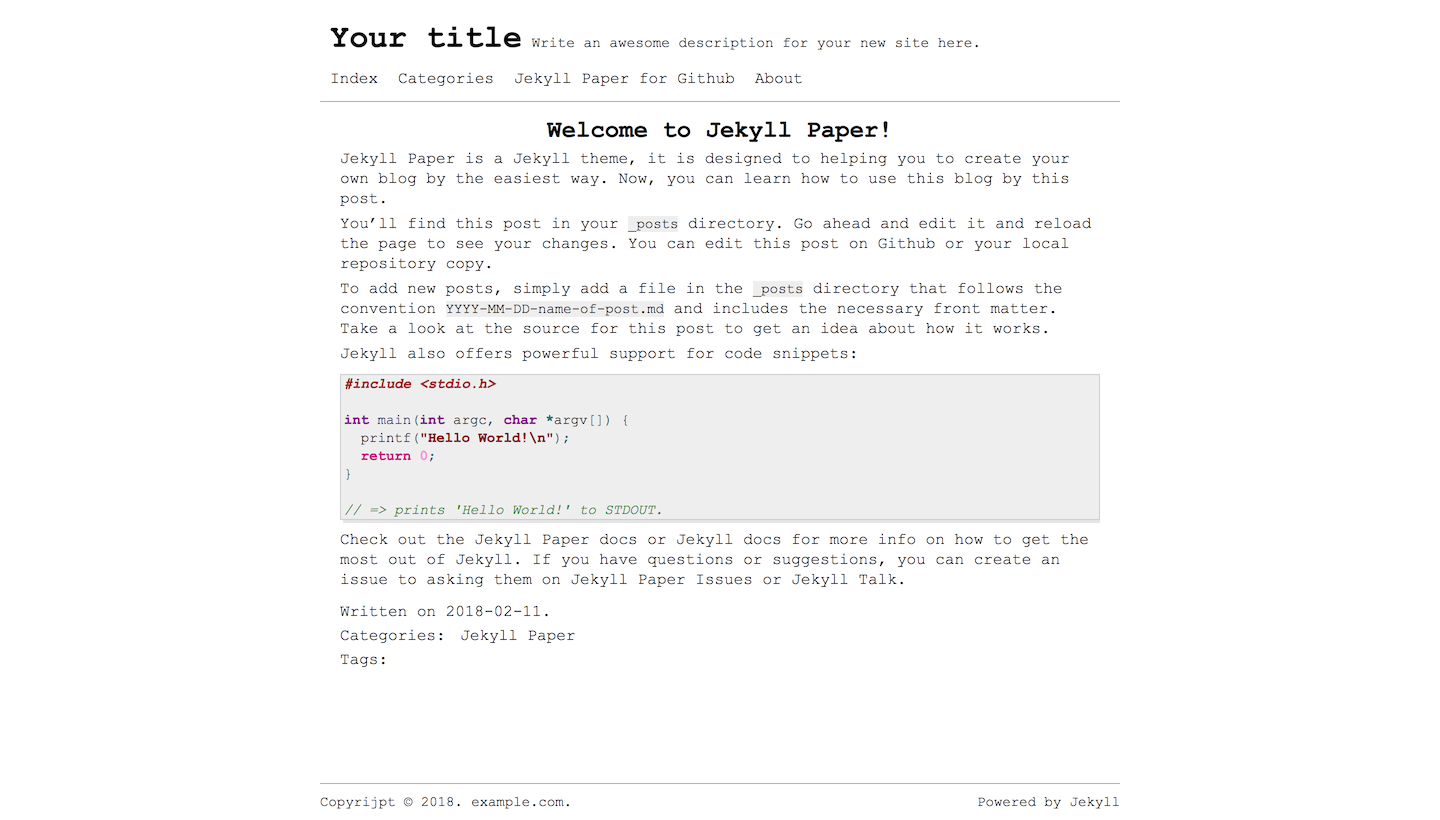 Your title Write an awesome description for your new site here.
Index Categories Jekyll Paper for Github About
Welcome to Jekyll Paper!
Jekyll Paper is a Jekyll theme, it is designed to helping you to create your
own blog by the easiest way. Now, you can learn how to use this blog by this
post.
You’ll find this post in your _posts directory. Go ahead and edit it and reload
the page to see your changes. You can edit this post on Github or your local
repository copy.
To add new posts, simply add a file in the _posts directory that follows the
convention YYYY-MM-DD-name-of-post.md and includes the necessary front matter.
Take a look at the source for this post to get an idea about how it works.
Jekyll also offers powerful support for code snippets:
#include <stdio.h>
int main(int argc, char *argv[]) {
  printf("Hello World!\n");
  return 0;
}
// => prints 'Hello World!' to STDOUT.
Check out the Jekyll Paper docs or Jekyll docs for more info on how to get the
most out of Jekyll. If you have questions or suggestions, you can create an
issue to asking them on Jekyll Paper Issues or Jekyll Talk.
Written on 2018-02-11.
Categories: Jekyll Paper
Tags:
Copyrijpt © 2018. example.com. Powered by Jekyll